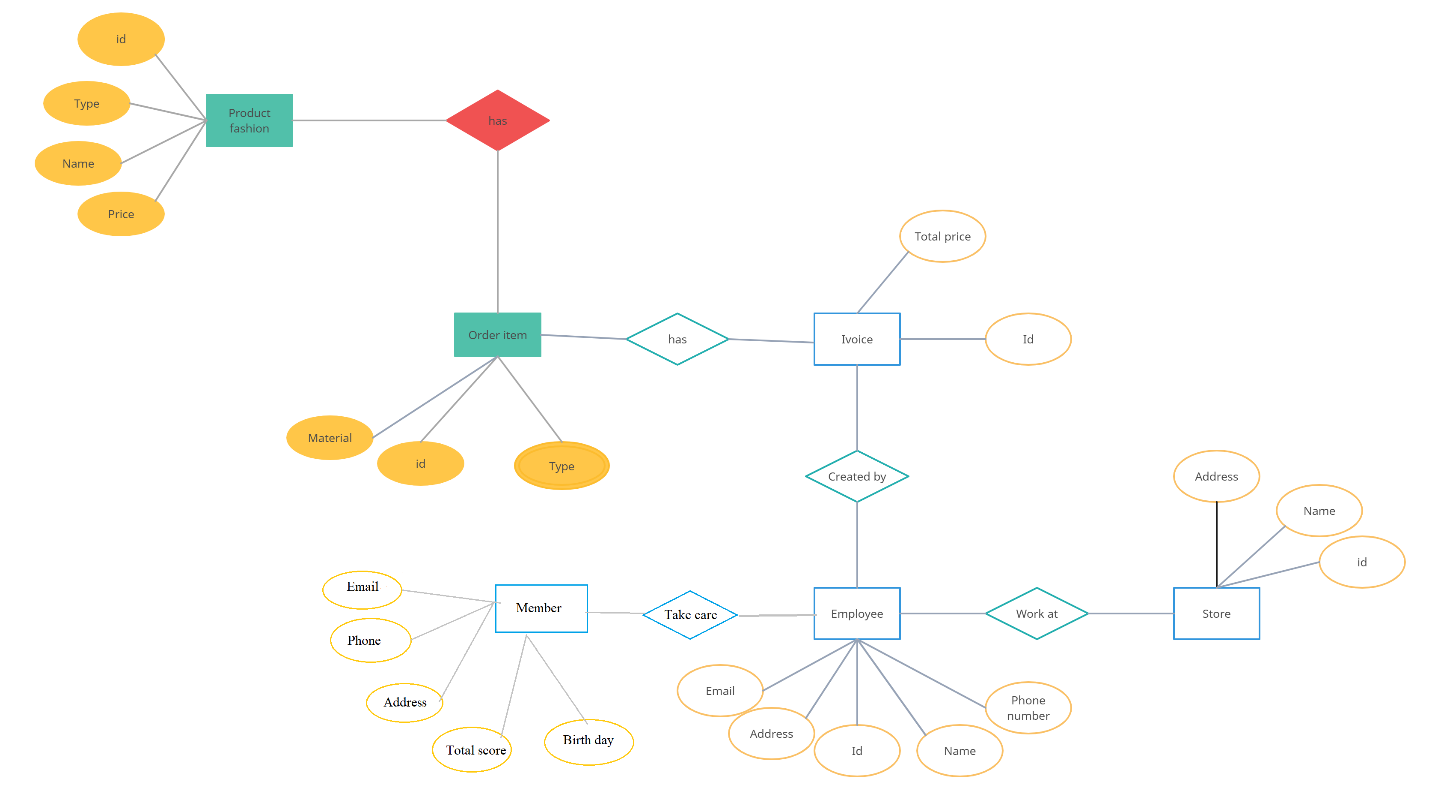 id
Type
Name
Price
Product
fashion
has
Total price
Order item
has
Ivoice
Id
Material
id
Type
Created by
Address
Name
id
Email
Phone
Address
Total score
Birth day
Member
Take care
Employee
Work at
Store
Email
Address
Id
Name
Phone
number